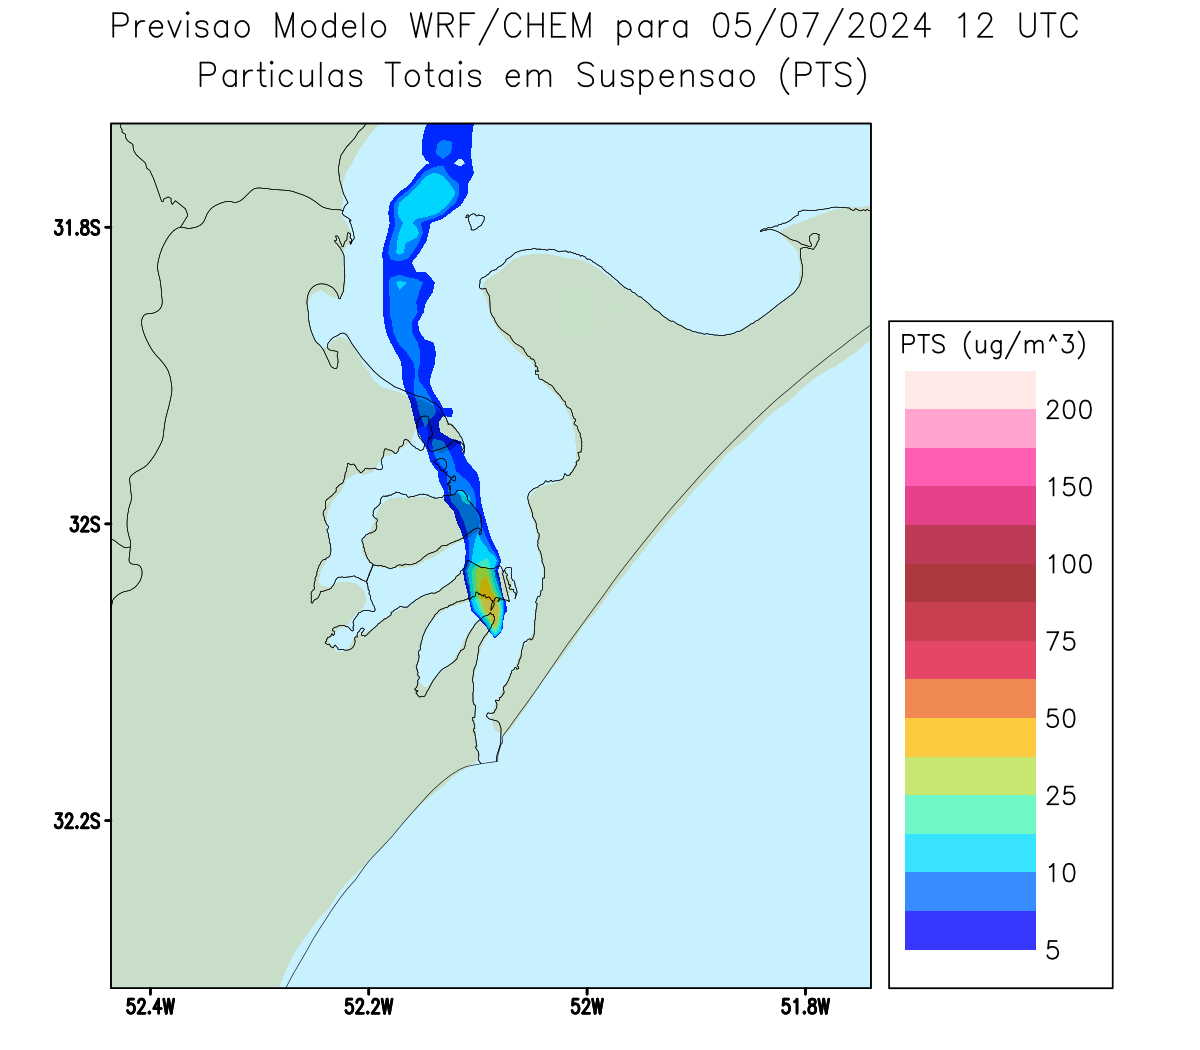 Previsao Modelo WRF/CHEM para 05/07/2024 12 UTC
Particulas Totais em Suspensao (PTS)
31.8S
32S
32.2S
52.4W
52.2W
52W
51.8W
PTS (ug/m^3)
200
150
100
75
50
25
10
5